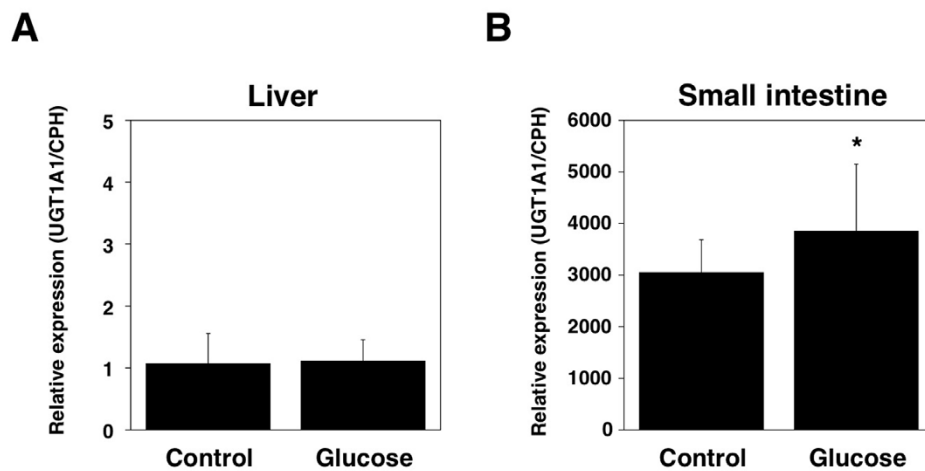 A
Liver
Relative expression (UGT1A1/CPH)
5
4
3
2
1
0
Control Glucose
B
Small intestine
Relative expression (UGT1A1/CPH)
6000
5000
4000
3000
2000
1000
0
*
Control Glucose